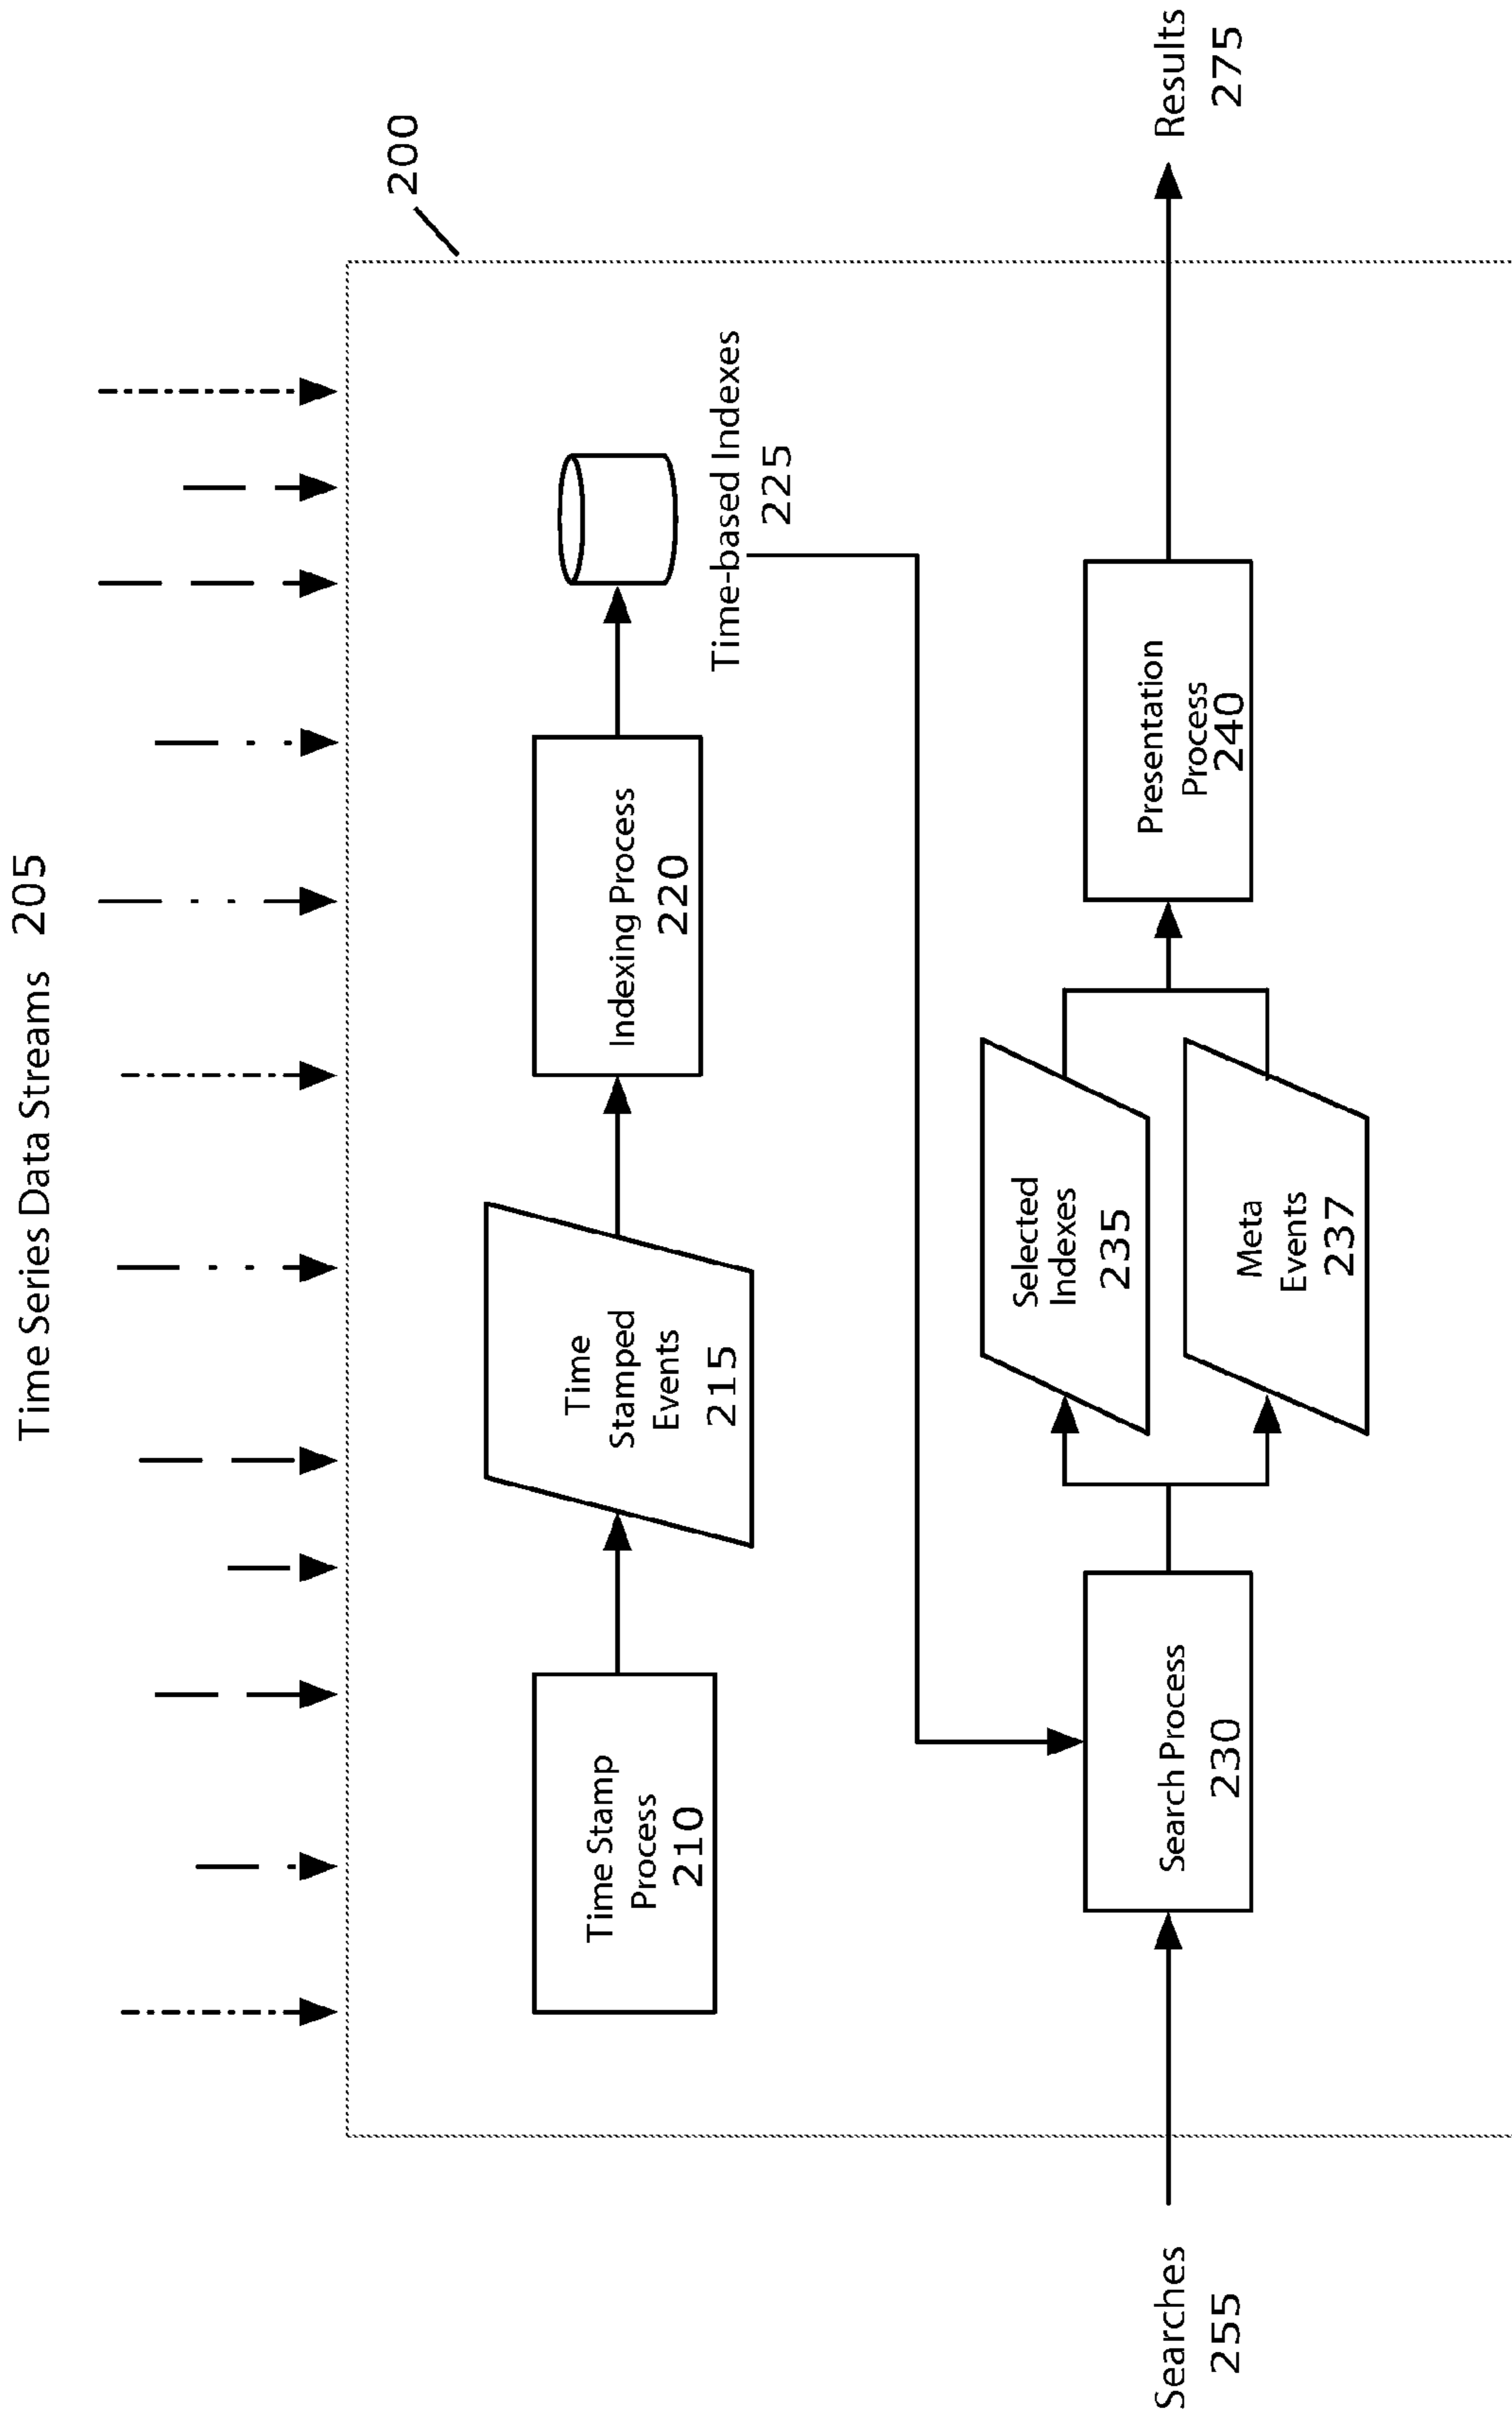 Time Series Data Streams 205
200
Time Stamp
Process
210
Time
Stamped
Events
215
Indexing Process
220
Time-based Indexes
225
Searches
255
Search Process
230
Selected
Indexes
235
Meta
Events
237
Presentation
Process
240
Results
275